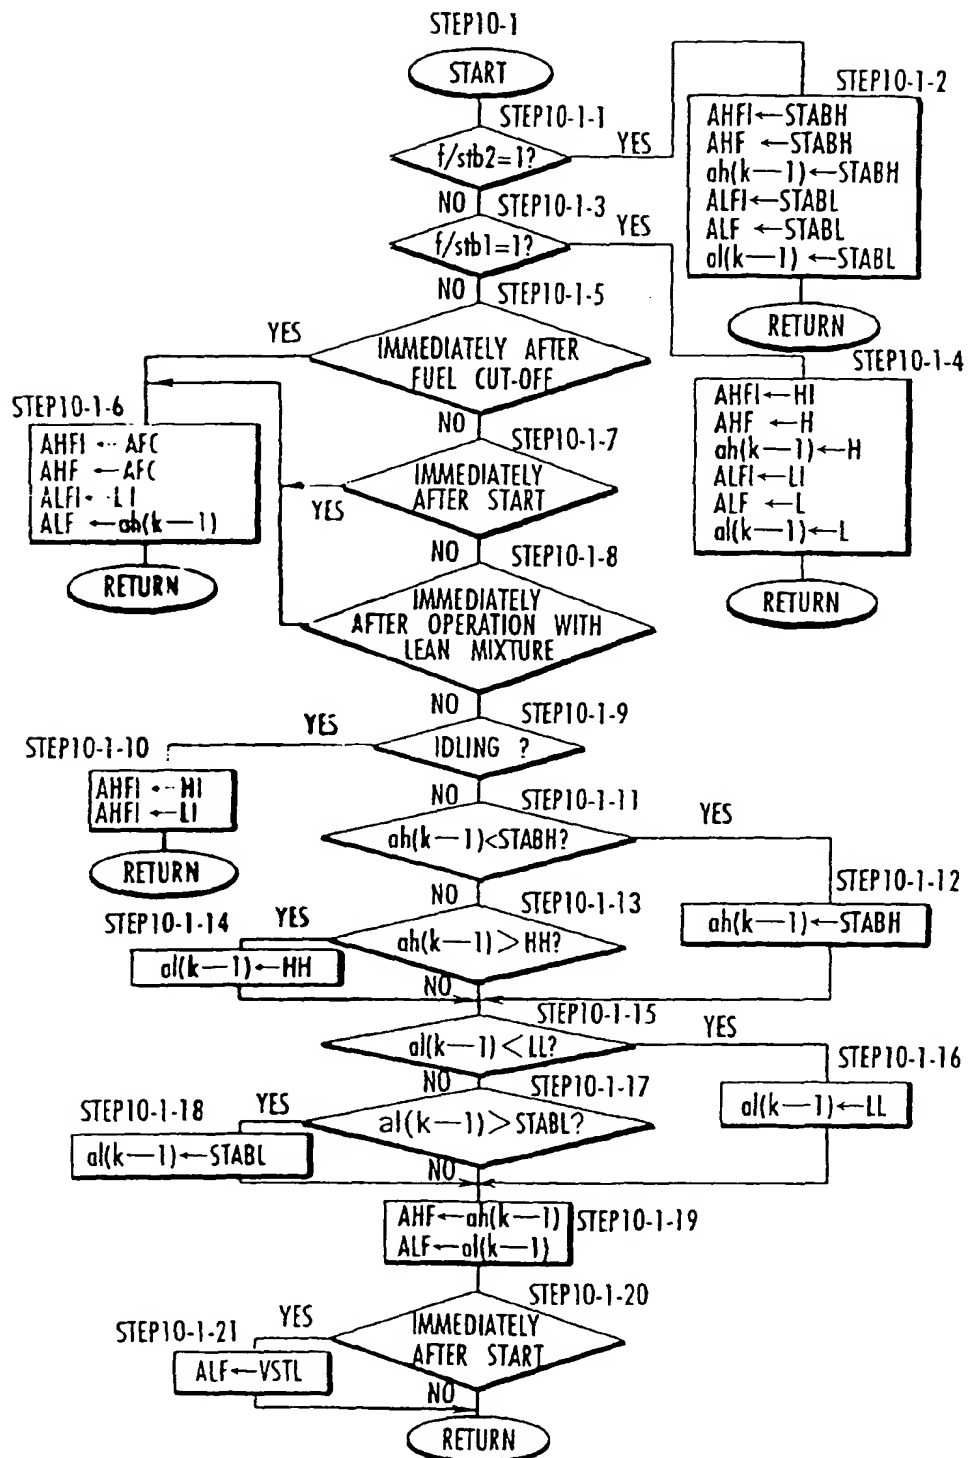 STEP10-1
START
STEP10-1-1
f/stb2=1?
YES
STEP10-1-2
AHFI←STABH
AHF ←STABH
ah(k—1)←STABH
ALFI←STABL
ALF ←STABL
al(k—1) ←STABL
RETURN
NO
STEP10-1-3
f/stb1=1?
YES
STEP10-1-4
AHFI←HI
AHF ←H
ah(k—1)←H
ALFI←LI
ALF ←L
al(k—1)←L
RETURN
NO
STEP10-1-5
YES
IMMEDIATELY AFTER
FUEL CUT-OFF
STEP10-1-6
AHFI ← AFC
AHF ← AFC
ALFI← LI
ALF ←ah(k—1)
RETURN
NO
STEP10-1-7
IMMEDIATELY
AFTER START
YES
NO
STEP10-1-8
IMMEDIATELY
AFTER OPERATION WITH
LEAN MIXTURE
NO
STEP10-1-9
YES
IDLING ?
STEP10-1-10
AHFI ←HI
AHFI ←LI
RETURN
NO
STEP10-1-11
ah(k—1)<STABH?
YES
STEP10-1-12
ah(k—1)←STABH
NO
STEP10-1-13
ah(k—1)>HH?
YES
STEP10-1-14
al(k—1)←HH
NO
STEP10-1-15
al(k—1)<LL?
YES
STEP10-1-16
al(k—1)←LL
NO
STEP10-1-17
al(k—1)>STABL?
YES
STEP10-1-18
al(k—1)←STABL
NO
AHF←ah(k—1)
ALF←al(k—1)
STEP10-1-19
STEP10-1-20
IMMEDIATELY
AFTER START
YES
STEP10-1-21
ALF←VSTL
NO
RETURN